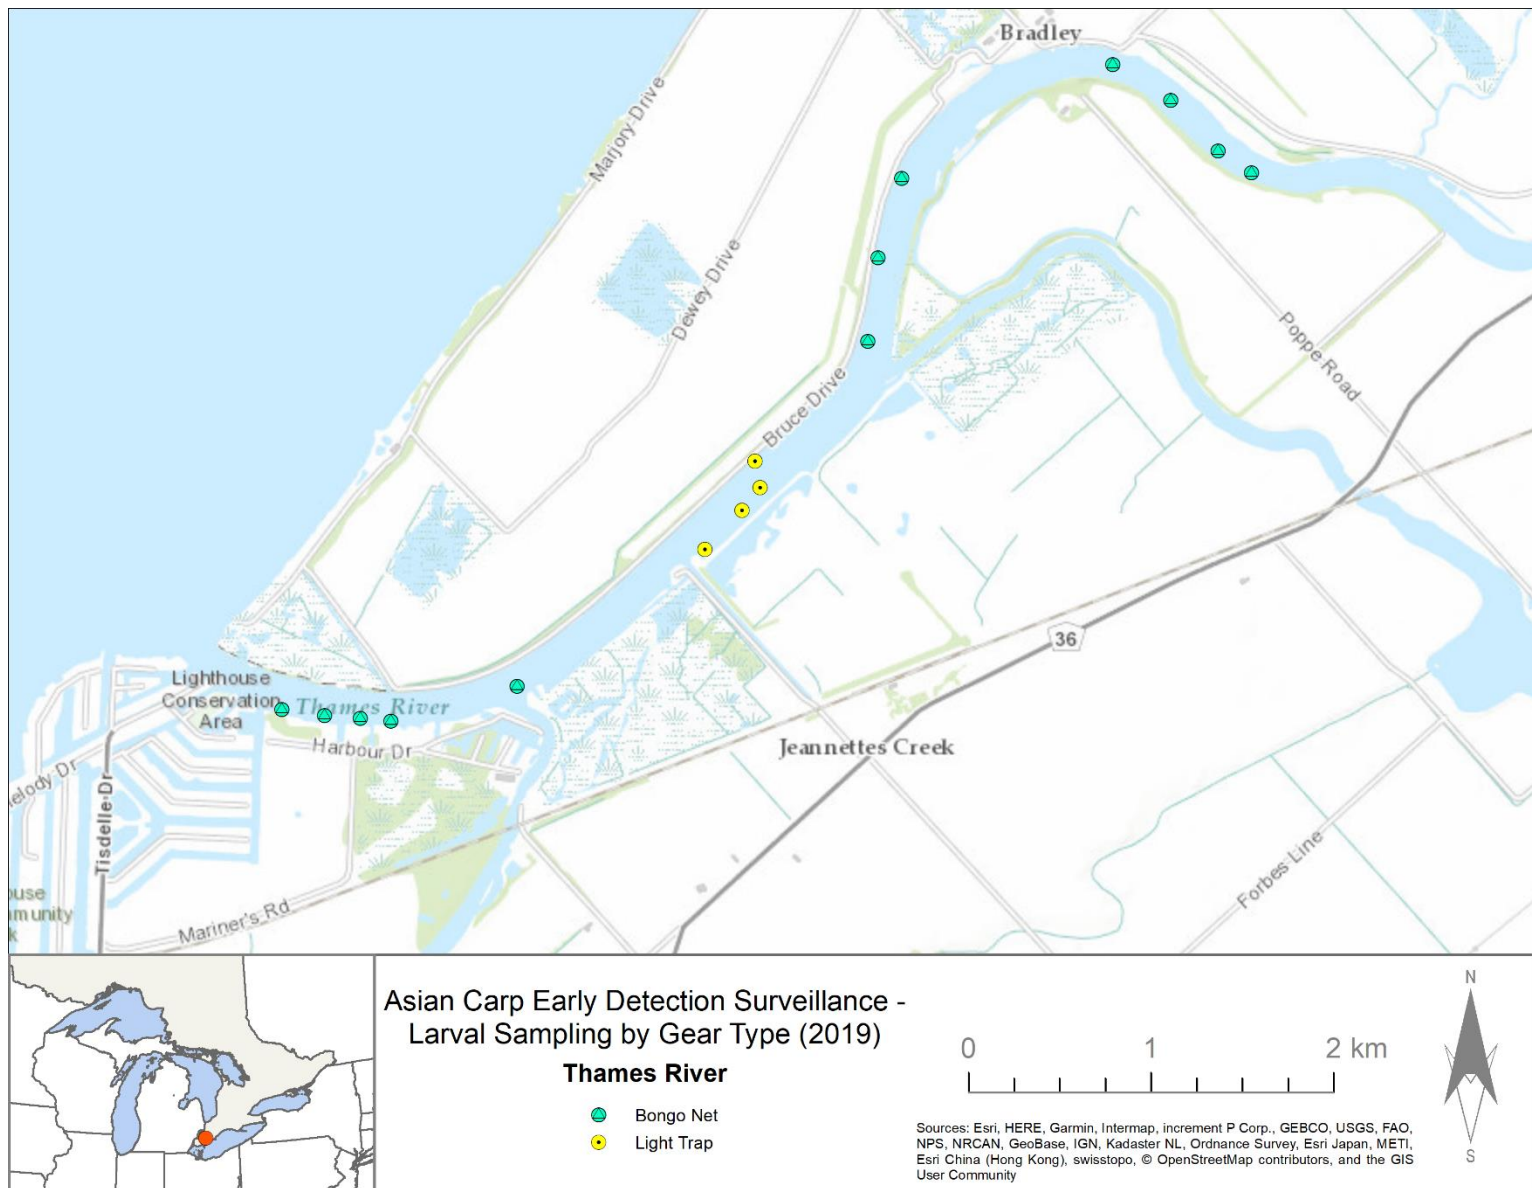 Bradley
Marjory Drive
Dewey Drive
Poppe Road
Bruce Drive
36
Lighthouse
Conservation
Area
Thames River
Harbour Dr
Jeannettes Creek
elody Dr
Tisdelle Dr
Forbes Line
ouse
mmunity
k
Mariner's Rd
Asian Carp Early Detection Surveillance -
Larval Sampling by Gear Type (2019)
Thames River
Bongo Net
Light Trap
0 1 2 km
N
S
Sources: Esri, HERE, Garmin, Intermap, increment P Corp., GEBCO, USGS, FAO,
NPS, NRCAN, GeoBase, IGN, Kadaster NL, Ordnance Survey, Esri Japan, METI,
Esri China (Hong Kong), swisstopo, © OpenStreetMap contributors, and the GIS
User Community